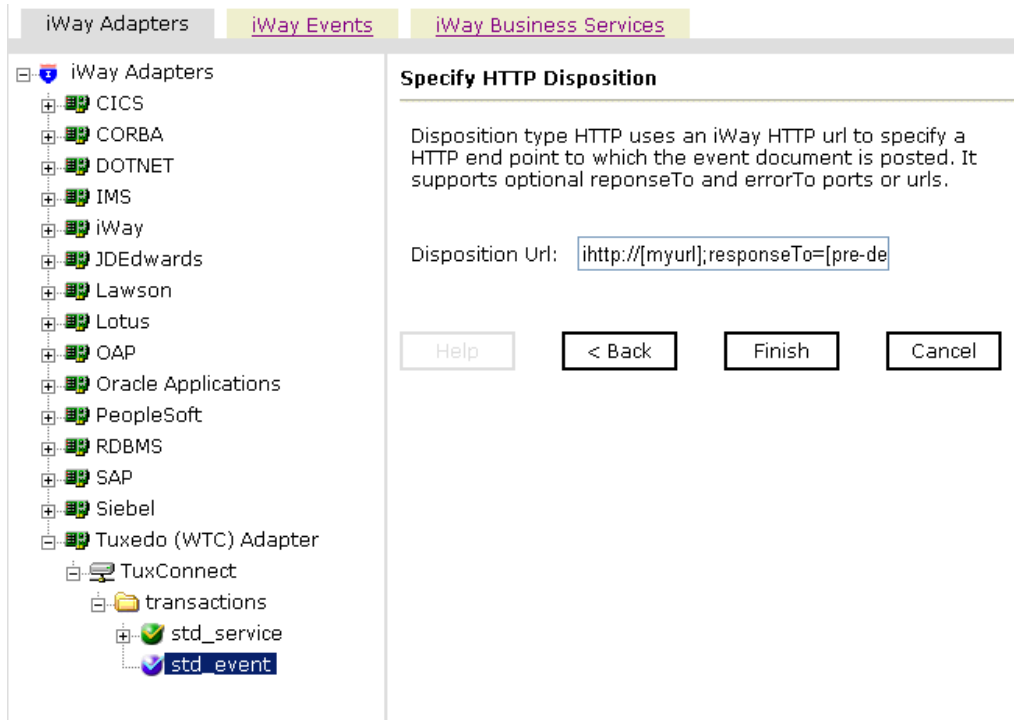 iWay Adapters
iWay Events
iWay Business Services
iWay Adapters
CICS
CORBA
DOTNET
IMS
iWay
JDEdwards
Lawson
Lotus
OAP
Oracle Applications
PeopleSoft
RDBMS
SAP
Siebel
Tuxedo (WTC) Adapter
TuxConnect
transactions
std_service
std_event
Specify HTTP Disposition
Disposition type HTTP uses an iWay HTTP url to specify a
HTTP end point to which the event document is posted. It
supports optional reponseTo and errorTo ports or urls.
Disposition Url: ihttp://[myurl];responseTo=[pre-de
Help < Back Finish Cancel